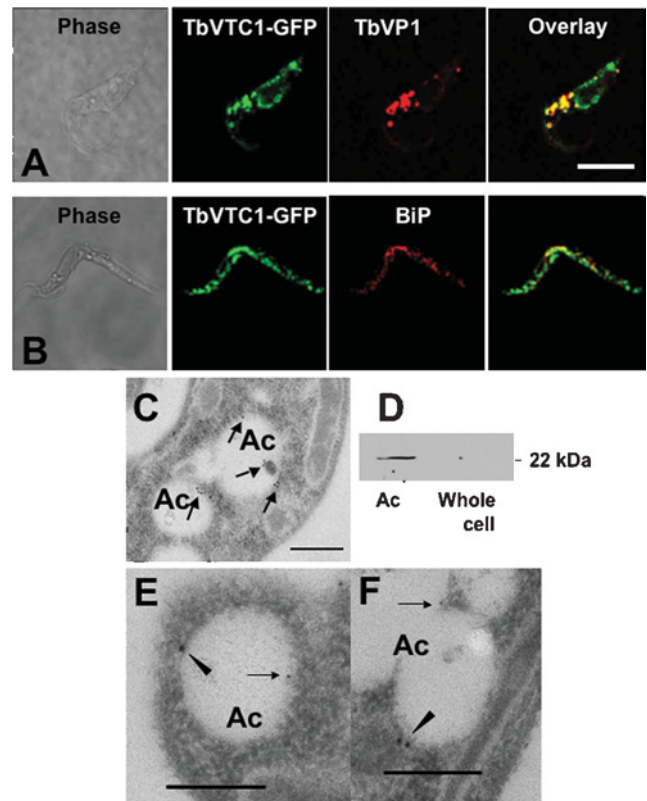 Phase TbVTC1-GFP TbVP1 Overlay
A
Phase TbVTC1-GFP BiP
B
C D
Ac
Ac
- 22 kDa
Ac Whole
cell
E F
Ac
Ac